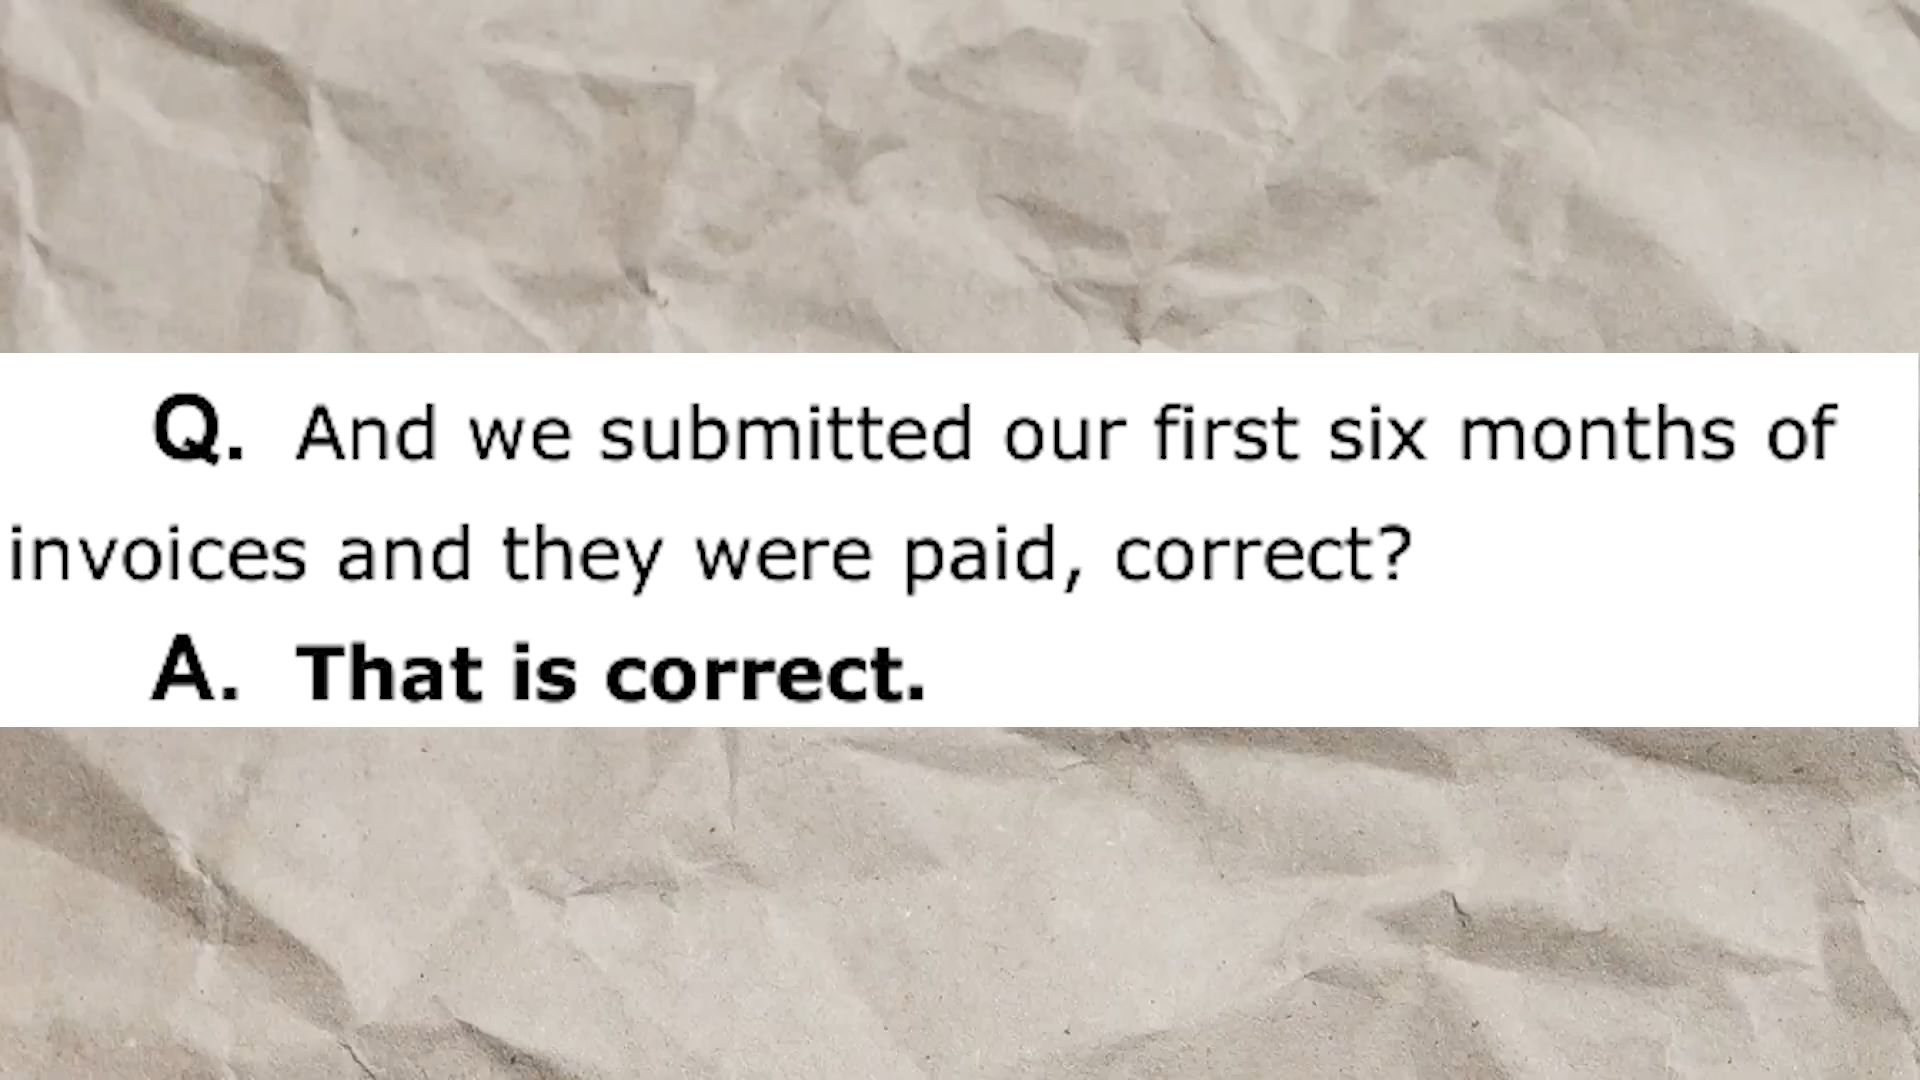 Q. And we submitted our first six months of
invoices and they were paid, correct?
A. That is correct.